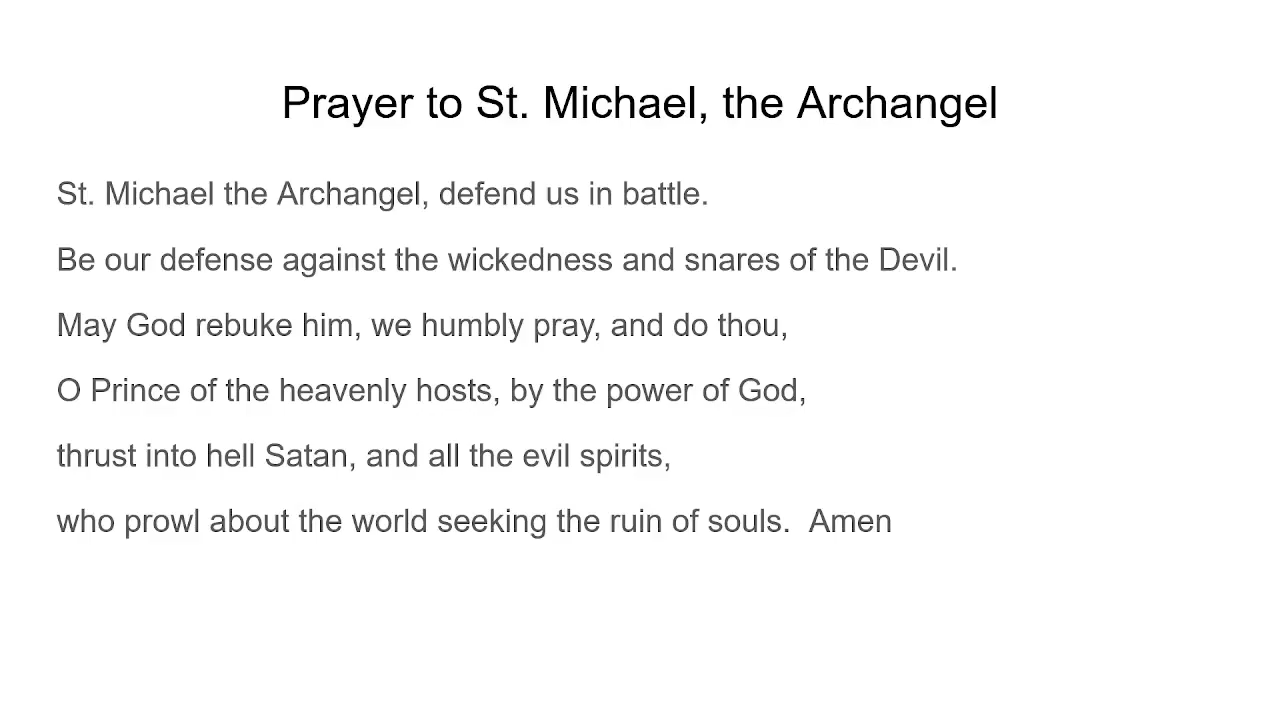 Prayer to St. Michael, the Archangel
St. Michael the Archangel, defend us in battle.
Be our defense against the wickedness and snares of the Devil.
May God rebuke him, we humbly pray, and do thou,
O Prince of the heavenly hosts, by the power of God,
thrust into hell Satan, and all the evil spirits,
who prowl about the world seeking the ruin of souls.  Amen